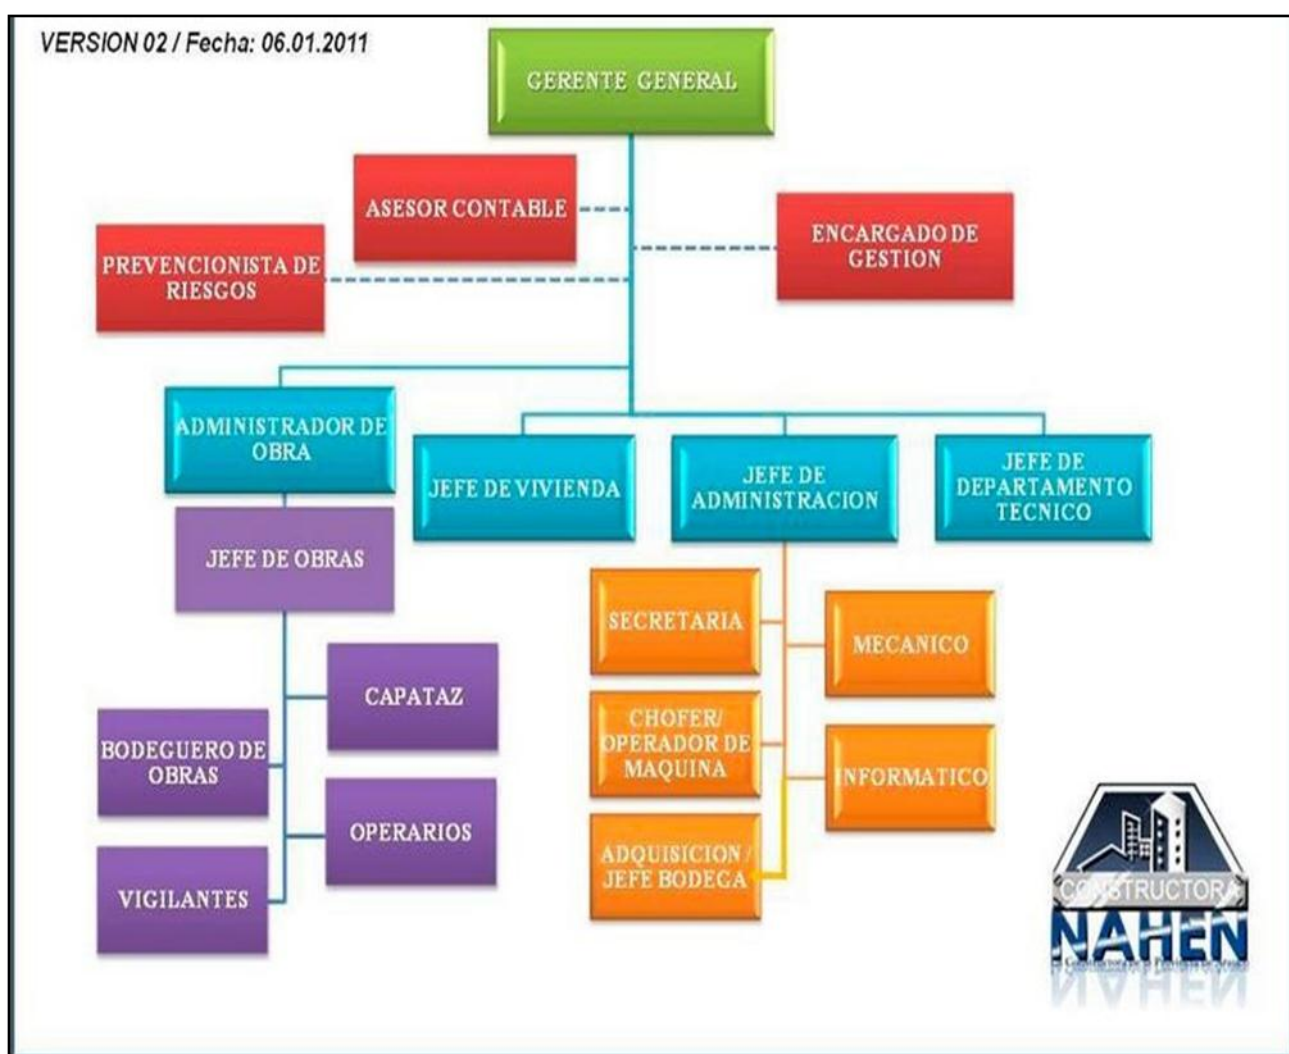 VERSION 02 / Fecha: 06.01.2011
GERENTE GENERAL
ASESOR CONTABLE
ENCARGADO DE
GESTION
PREVENCIONISTA DE
RIESGOS
ADMINISTRADOR DE
OBRA
JEFE DE VIVIENDA
JEFE DE
ADMINISTRACION
JEFE DE
DEPARTAMENTO
TECNICO
JEFE DE OBRAS
SECRETARIA
MECANICO
CAPATAZ
BODEGUERO DE
OBRAS
CHOFER/
OPERADOR DE
MAQUINA
INFORMATICO
OPERARIOS
VIGILANTES
ADQUISICION /
JEFE BODEGA
CONSTRUCTORA
NAHEN